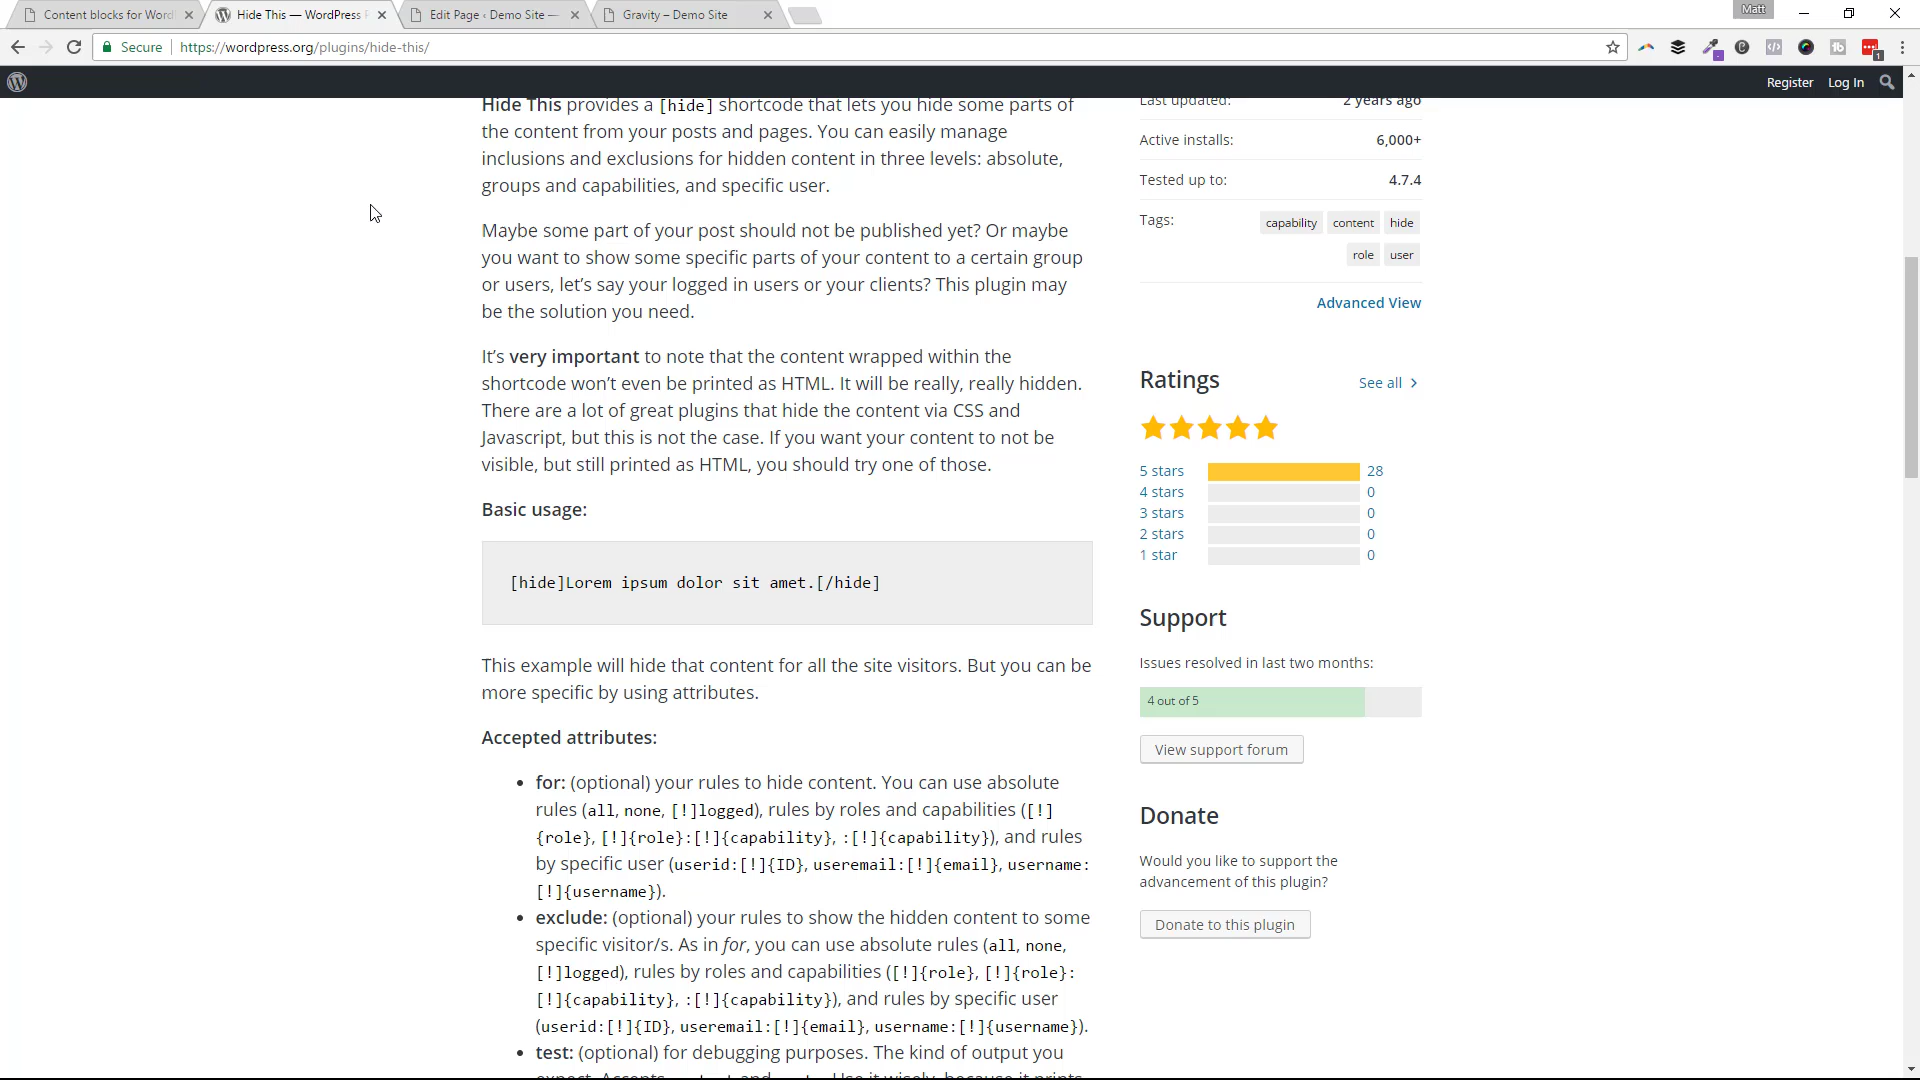 Content blocks for Word
Hide This — WordPress
Edit Page ‹ Demo Site —
Gravity – Demo Site
Matt
Secure
https://wordpress.org/plugins/hide-this/
1
Register
Log In
Hide This provides a [hide] shortcode that lets you hide some parts of
the content from your posts and pages. You can easily manage
inclusions and exclusions for hidden content in three levels: absolute,
groups and capabilities, and specific user.
Maybe some part of your post should not be published yet? Or maybe
you want to show some specific parts of your content to a certain group
or users, let’s say your logged in users or your clients? This plugin may
be the solution you need.
It’s very important to note that the content wrapped within the
shortcode won’t even be printed as HTML. It will be really, really hidden.
There are a lot of great plugins that hide the content via CSS and
Javascript, but this is not the case. If you want your content to not be
visible, but still printed as HTML, you should try one of those.
Basic usage:
[hide]Lorem ipsum dolor sit amet.[/hide]
This example will hide that content for all the site visitors. But you can be
more specific by using attributes.
Accepted attributes:
• for: (optional) your rules to hide content. You can use absolute
rules (all, none, [!]logged), rules by roles and capabilities ([!]
{role}, [!]{role}:[!]{capability}, :[!]{capability}), and rules
by specific user (userid:[!]{ID}, useremail:[!]{email}, username:
[!]{username}).
• exclude: (optional) your rules to show the hidden content to some
specific visitor/s. As in for, you can use absolute rules (all, none,
[!]logged), rules by roles and capabilities ([!]{role}, [!]{role}:
[!]{capability}, :[!]{capability}), and rules by specific user
(userid:[!]{ID}, useremail:[!]{email}, username:[!]{username}).
• test: (optional) for debugging purposes. The kind of output you
Last updated: 2 years ago
Active installs: 6,000+
Tested up to: 4.7.4
Tags: capability content hide
role user
Advanced View
Ratings See all
5 stars 28
4 stars 0
3 stars 0
2 stars 0
1 star 0
Support
Issues resolved in last two months:
4 out of 5
View support forum
Donate
Would you like to support the
advancement of this plugin?
Donate to this plugin